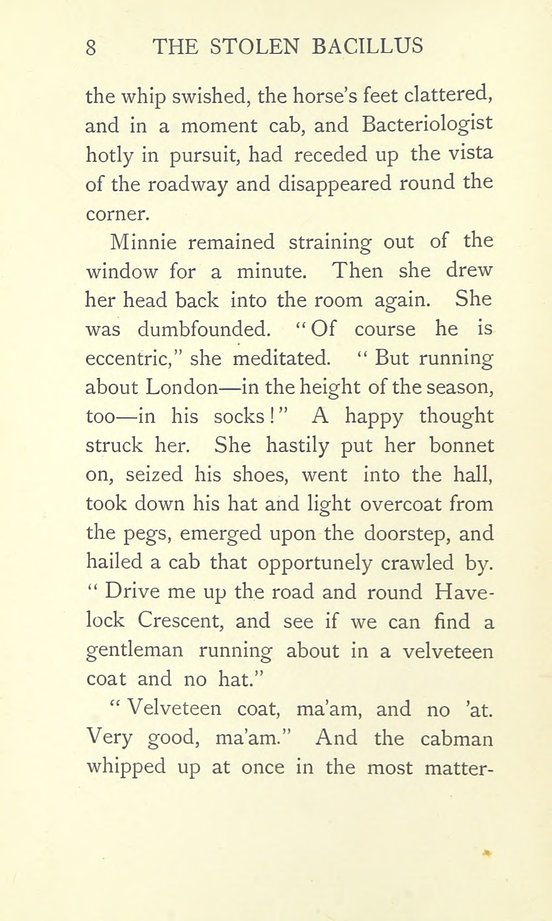 8 THE STOLEN BACILLUS
the whip swished, the horse's feet clattered,
and in a moment cab, and Bacteriologist
hotly in pursuit, had receded up the vista
of the roadway and disappeared round the
corner.
Minnie remained straining out of the
window for a minute. Then she drew
her head back into the room again. She
was dumbfounded. "Of course he is
eccentric," she meditated. "But running
about London—in the height of the season,
too—in his socks!" A happy thought
struck her. She hastily put her bonnet
on, seized his shoes, went into the hall,
took down his hat and light overcoat from
the pegs, emerged upon the doorstep, and
hailed a cab that opportunely crawled by.
"Drive me up the road and round Have-
lock Crescent, and see if we can find a
gentleman running about in a velveteen
coat and no hat."
"Velveteen coat, ma'am, and no 'at.
Very good, ma'am." And the cabman
whipped up at once in the most matter-